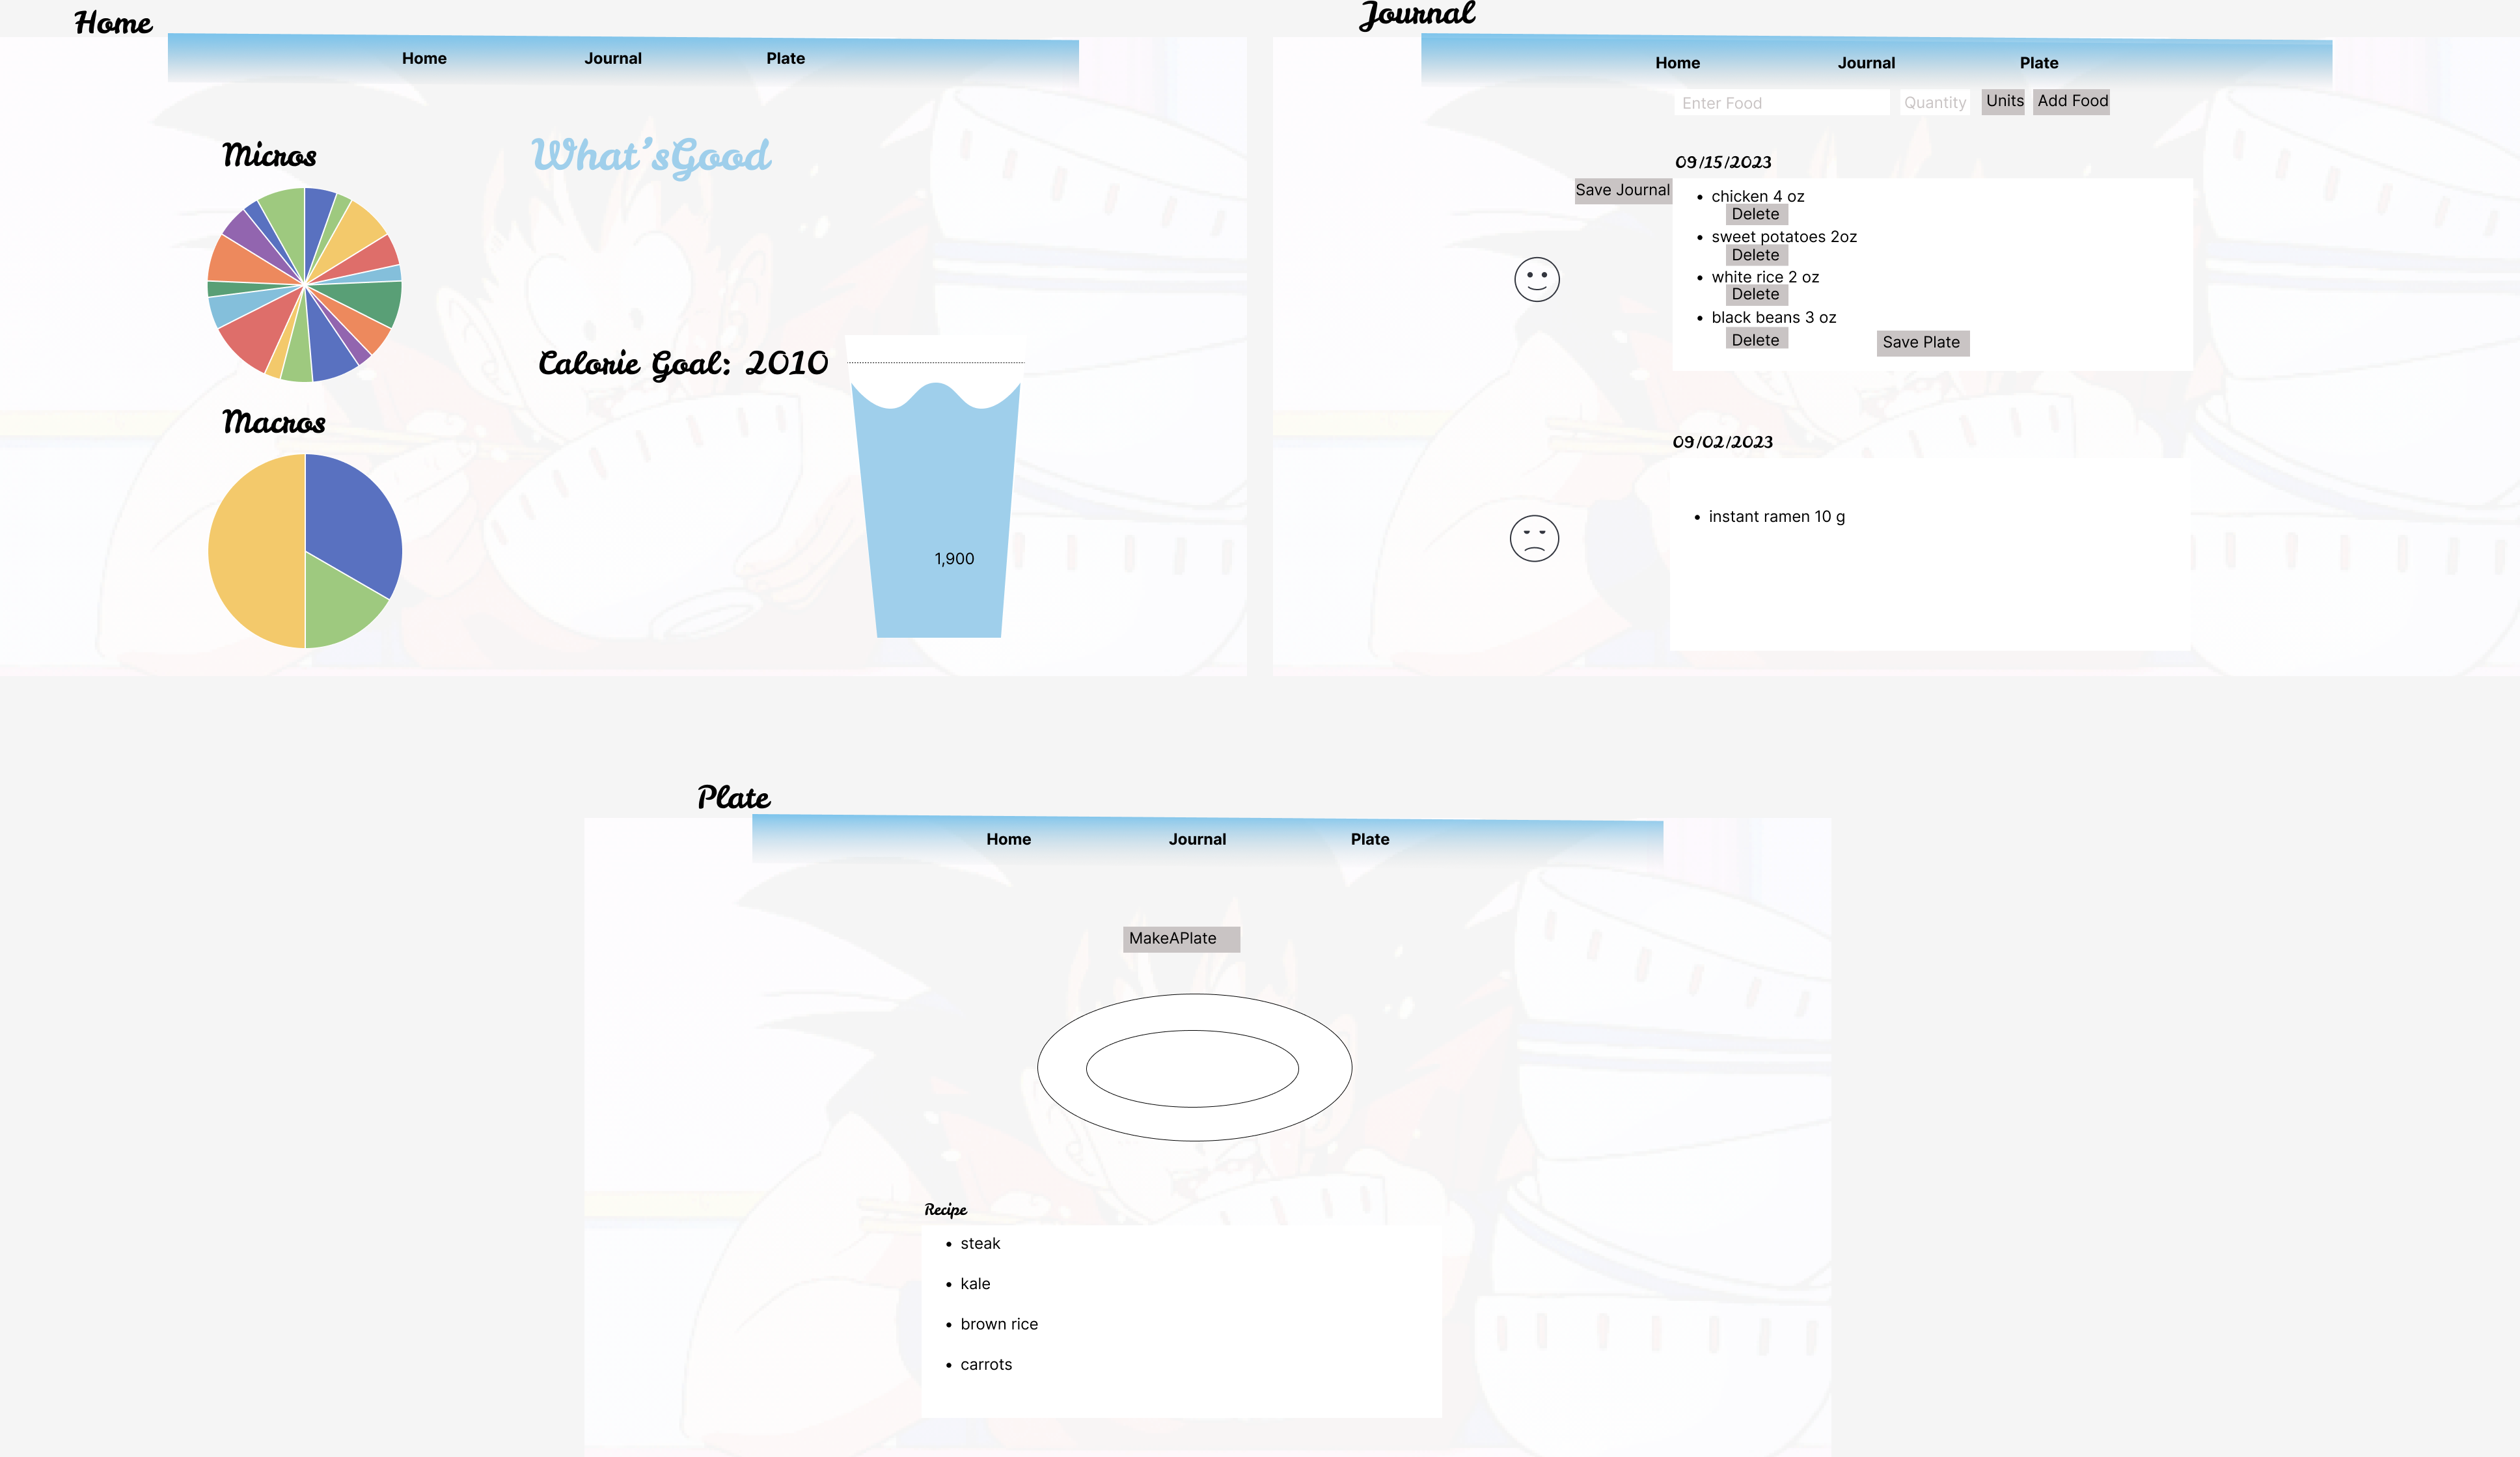 Home
Home Journal Plate
What'sGood
Micros
Calorie Goal: 2010
Macros
1,900
Journal
Home Journal Plate
Enter Food Quantity Units Add Food
09/15/2023
Save Journal
• chicken 4 oz
Delete
• sweet potatoes 2oz
Delete
• white rice 2 oz
Delete
• black beans 3 oz
Delete
Save Plate
09/02/2023
• instant ramen 10 g
Plate
Home Journal Plate
MakeAPlate
Recipe
• steak
• kale
• brown rice
• carrots